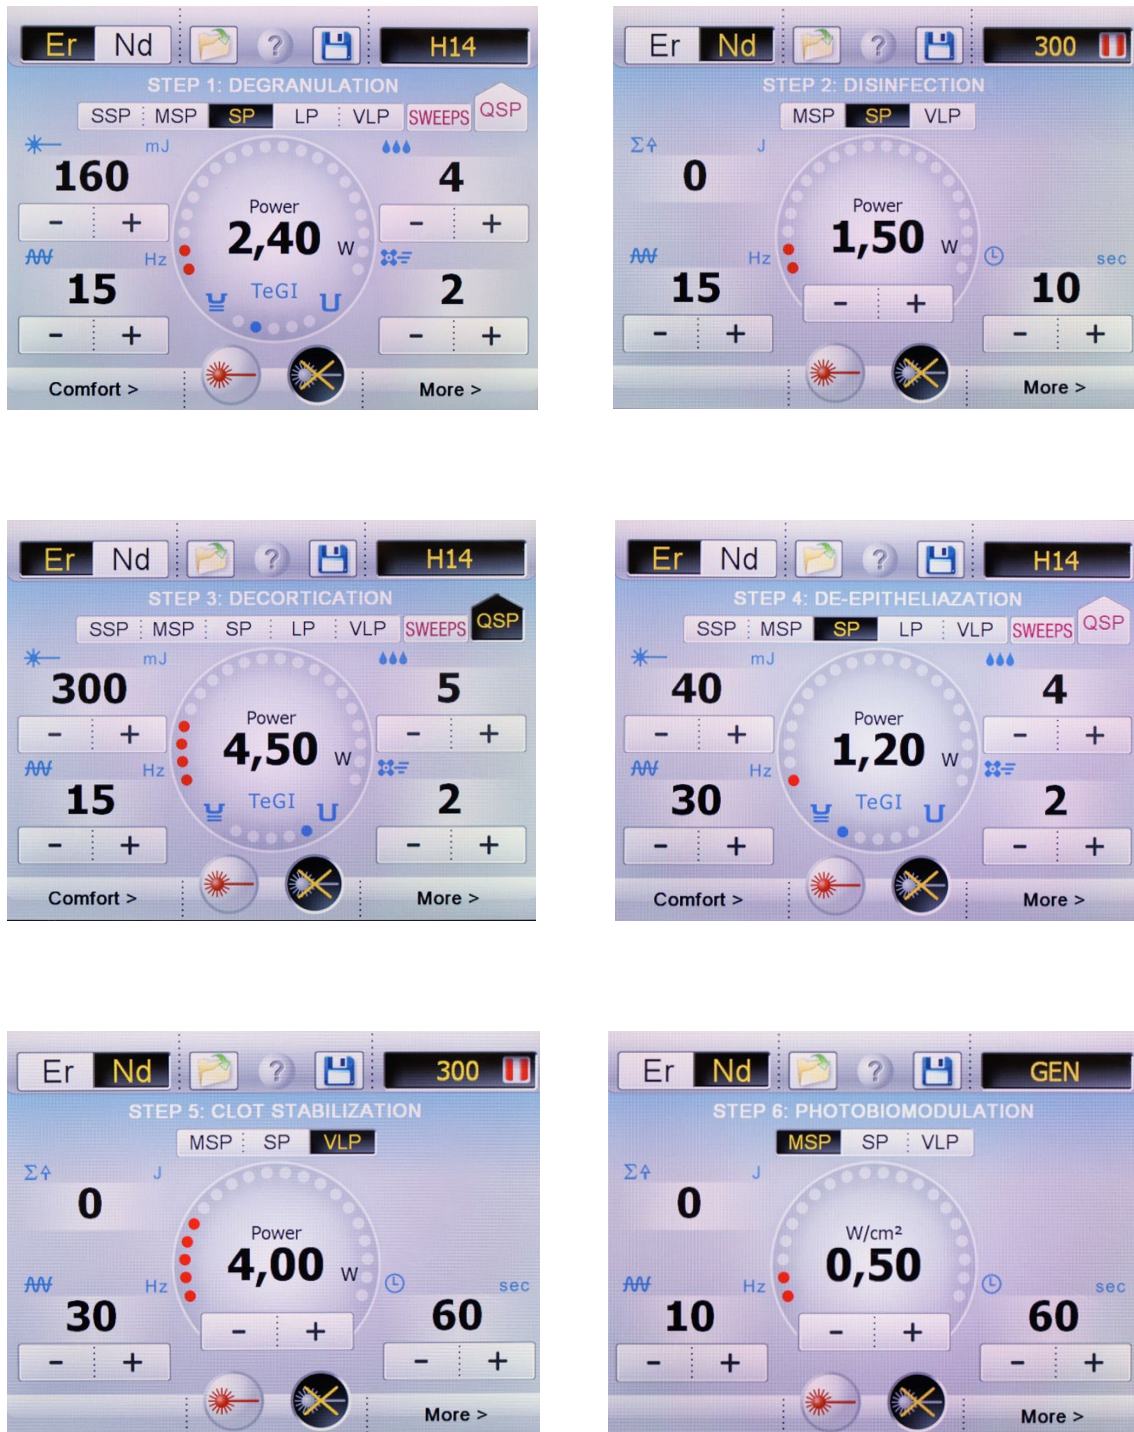 Er Nd ? H14
STEP 1: DEGRANULATION
SSP MSP SP LP VLP SWEEPS QSP
mJ
160 4
Power
- + 2,40 W - +
Hz
15 TeGI 2
- + - +
Comfort > More >
Er Nd ? 300
STEP 2: DISINFECTION
MSP SP VLP
Σ J
0
Power
1,50 W
Hz sec
15 - + 10
- + - +
More >
Er Nd ? H14
STEP 3: DECORTICATION
SSP MSP SP LP VLP SWEEPS QSP
mJ
300 5
Power
- + 4,50 W - +
Hz
15 TeGI 2
- + - +
Comfort > More >
Er Nd ? H14
STEP 4: DE-EPITHELIAZATION
SSP MSP SP LP VLP SWEEPS QSP
mJ
40 4
Power
- + 1,20 W - +
Hz
30 TeGI 2
- + - +
Comfort > More >
Er Nd ? 300
STEP 5: CLOT STABILIZATION
MSP SP VLP
Σ J
0
Power
4,00 W
Hz sec
30 - + 60
- + - +
More >
Er Nd ? GEN
STEP 6: PHOTOBIOMODULATION
MSP SP VLP
Σ J
0
W/cm²
0,50
Hz sec
10 - + 60
- + - +
More >